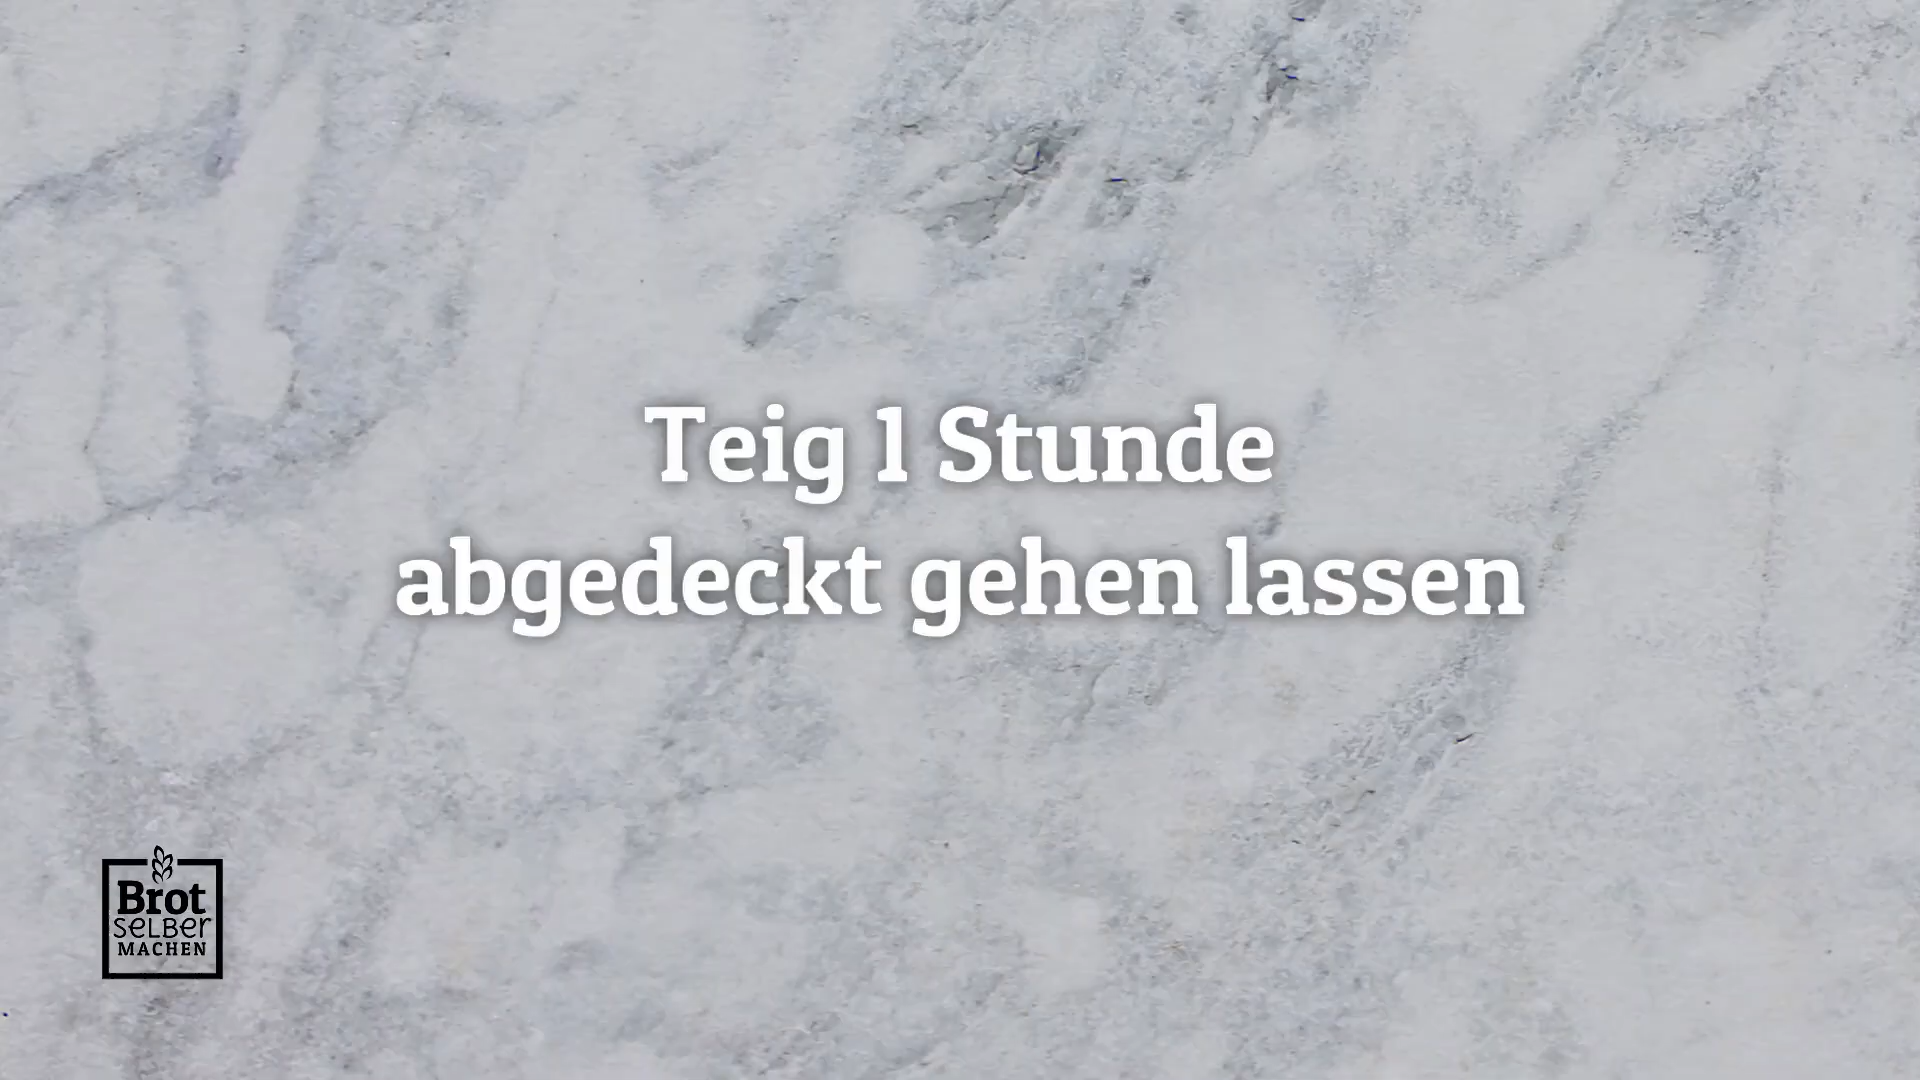 Teig 1 Stunde
abgedeckt gehen lassen
Brot
SELBER
MACHEN